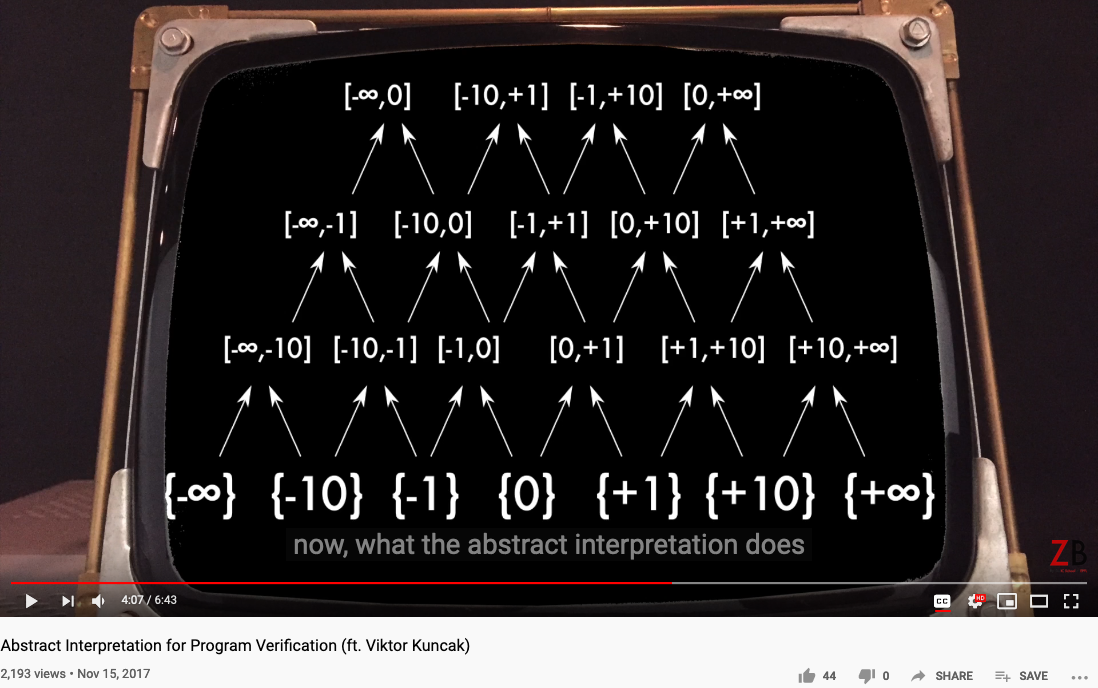 [-∞,0] [-10,+1] [-1,+10] [0,+∞]
[-∞,-1] [-10,0] [-1,+1] [0,+10] [+1,+∞]
[-∞,-10] [-10,-1] [-1,0] [0,+1] [+1,+10] [+10,+∞]
{-∞} {-10} {-1} {0} {+1} {+10} {+∞}
now, what the abstract interpretation does
ZB
4:07 / 6:43
CC
HD
Abstract Interpretation for Program Verification (ft. Viktor Kuncak)
2,193 views • Nov 15, 2017
44 0 SHARE SAVE